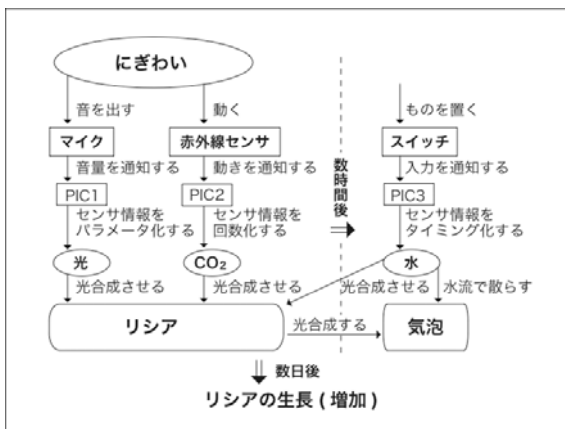 にぎわい
音を出す
動く
ものを置く
マイク
赤外線センサ
スイッチ
音量を通知する
動きを通知する
入力を通知する
数時間後
PIC1
PIC2
PIC3
センサ情報を
パラメータ化する
センサ情報を
回数化する
センサ情報を
タイミング化する
光
CO₂
水
光合成させる
光合成させる
光合成させる
水流で散らす
リシア
光合成する
気泡
数日後
リシアの生長 ( 増加 )